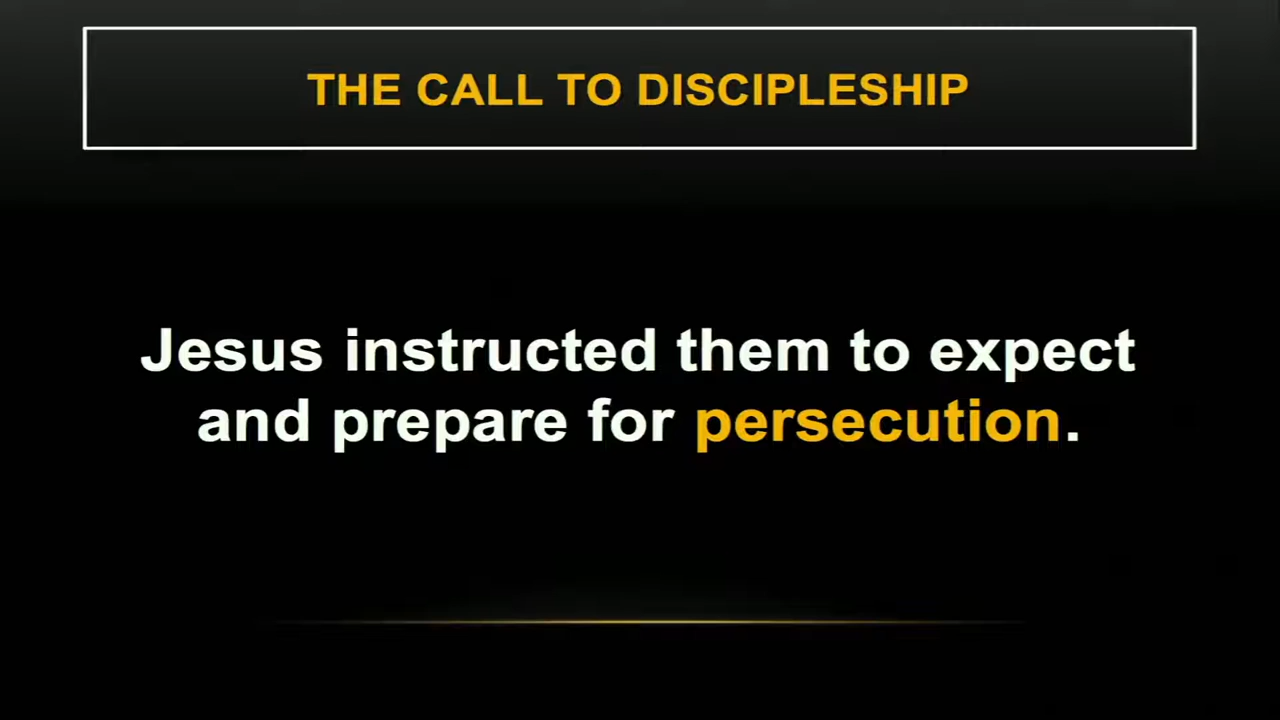 THE CALL TO DISCIPLESHIP
Jesus instructed them to expect
and prepare for persecution.